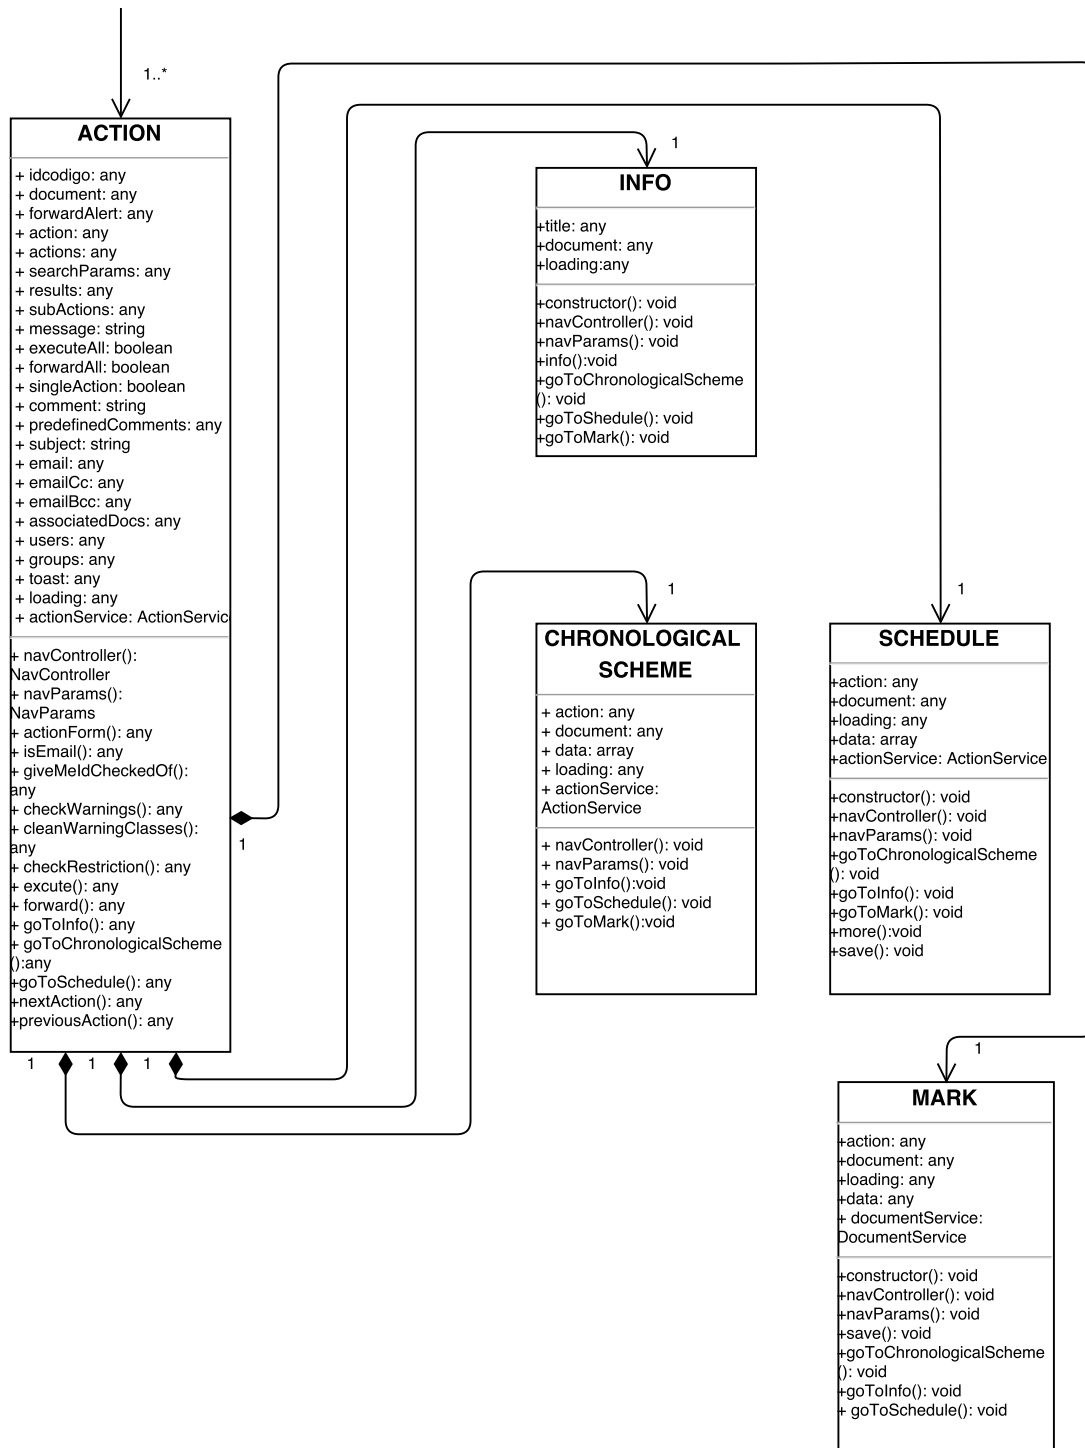 1..*
ACTION
+ idcodigo: any
+ document: any
+ forwardAlert: any
+ action: any
+ actions: any
+ searchParams: any
+ results: any
+ subActions: any
+ message: string
+ executeAll: boolean
+ forwardAll: boolean
+ singleAction: boolean
+ comment: string
+ predefinedComments: any
+ subject: string
+ email: any
+ emailCc: any
+ emailBcc: any
+ associatedDocs: any
+ users: any
+ groups: any
+ toast: any
+ loading: any
+ actionService: ActionServic
+ navController():
NavController
+ navParams():
NavParams
+ actionForm(): any
+ isEmail(): any
+ giveMeIdCheckedOf():
any
+ checkWarnings(): any
+ cleanWarningClasses():
any
+ checkRestriction(): any
+ excute(): any
+ forward(): any
+ goToInfo(): any
+ goToChronologicalScheme
():any
+goToSchedule(): any
+nextAction(): any
+previousAction(): any
1
1
1
1
1
INFO
+title: any
+document: any
+loading:any
+constructor(): void
+navController(): void
+navParams(): void
+info():void
+goToChronologicalScheme
(): void
+goToShedule(): void
+goToMark(): void
1
CHRONOLOGICAL
SCHEME
+ action: any
+ document: any
+ data: array
+ loading: any
+ actionService:
ActionService
+ navController(): void
+ navParams(): void
+ goToInfo():void
+ goToSchedule(): void
+ goToMark():void
1
SCHEDULE
+action: any
+document: any
+loading: any
+data: array
+actionService: ActionService
+constructor(): void
+navController(): void
+navParams(): void
+goToChronologicalScheme
(): void
+goToInfo(): void
+goToMark(): void
+more():void
+save(): void
1
MARK
+action: any
+document: any
+loading: any
+data: any
+ documentService:
DocumentService
+constructor(): void
+navController(): void
+navParams(): void
+save(): void
+goToChronologicalScheme
(): void
+goToInfo(): void
+ goToSchedule(): void